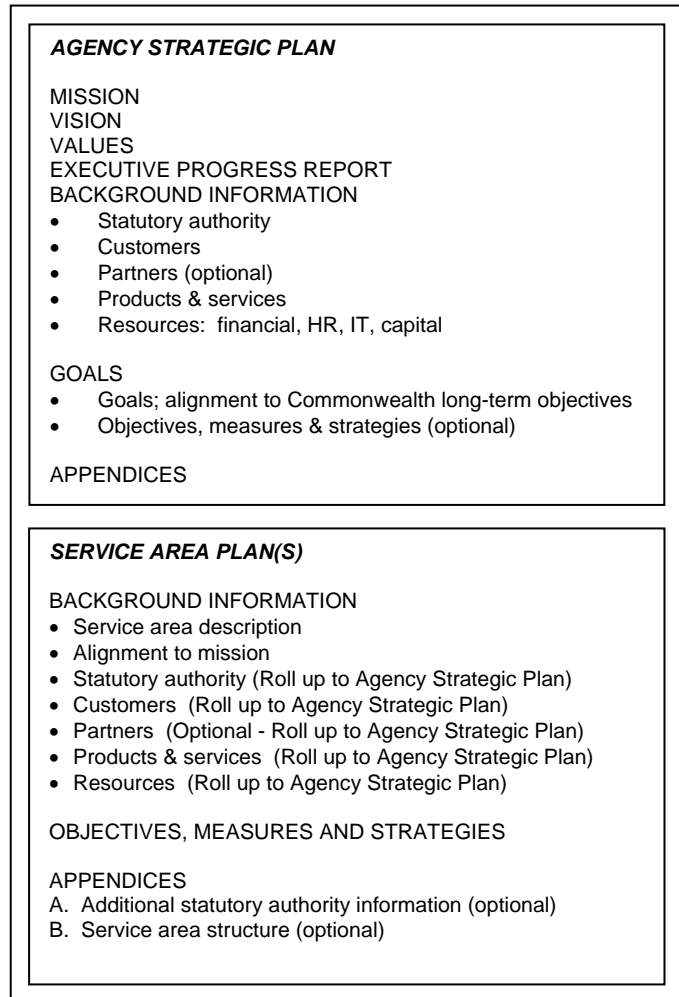 AGENCY STRATEGIC PLAN
MISSION
VISION
VALUES
EXECUTIVE PROGRESS REPORT
BACKGROUND INFORMATION
• Statutory authority
• Customers
• Partners (optional)
• Products & services
• Resources: financial, HR, IT, capital
GOALS
• Goals; alignment to Commonwealth long-term objectives
• Objectives, measures & strategies (optional)
APPENDICES
SERVICE AREA PLAN(S)
BACKGROUND INFORMATION
• Service area description
• Alignment to mission
• Statutory authority (Roll up to Agency Strategic Plan)
• Customers (Roll up to Agency Strategic Plan)
• Partners (Optional - Roll up to Agency Strategic Plan)
• Products & services (Roll up to Agency Strategic Plan)
• Resources (Roll up to Agency Strategic Plan)
OBJECTIVES, MEASURES AND STRATEGIES
APPENDICES
A. Additional statutory authority information (optional)
B. Service area structure (optional)